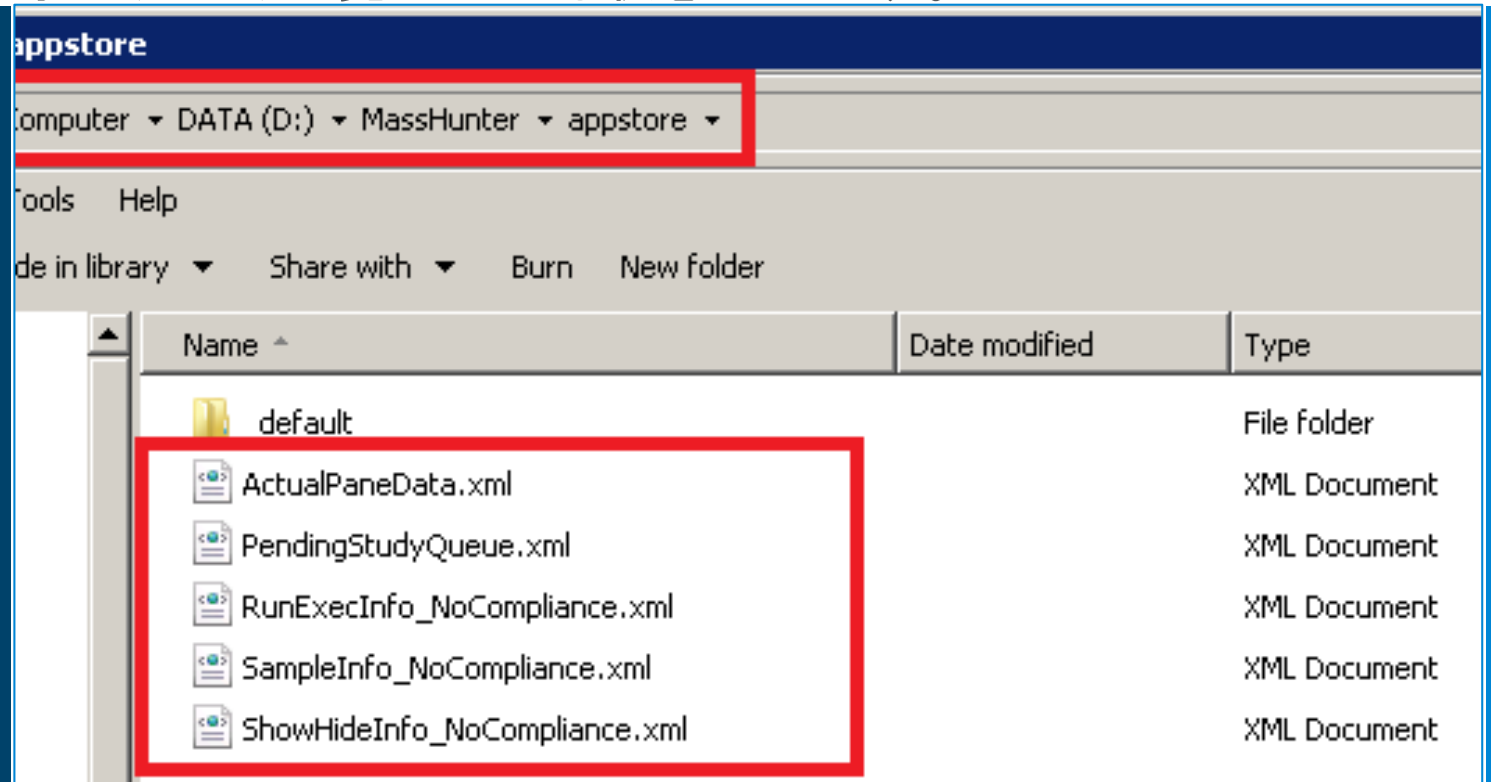 appstore
Computer DATA (D:) MassHunter appstore
Tools Help
de in library Share with Burn New folder
Name Date modified Type
default File folder
ActualPaneData.xml XML Document
PendingStudyQueue.xml XML Document
RunExecInfo_NoCompliance.xml XML Document
SampleInfo_NoCompliance.xml XML Document
ShowHideInfo_NoCompliance.xml XML Document